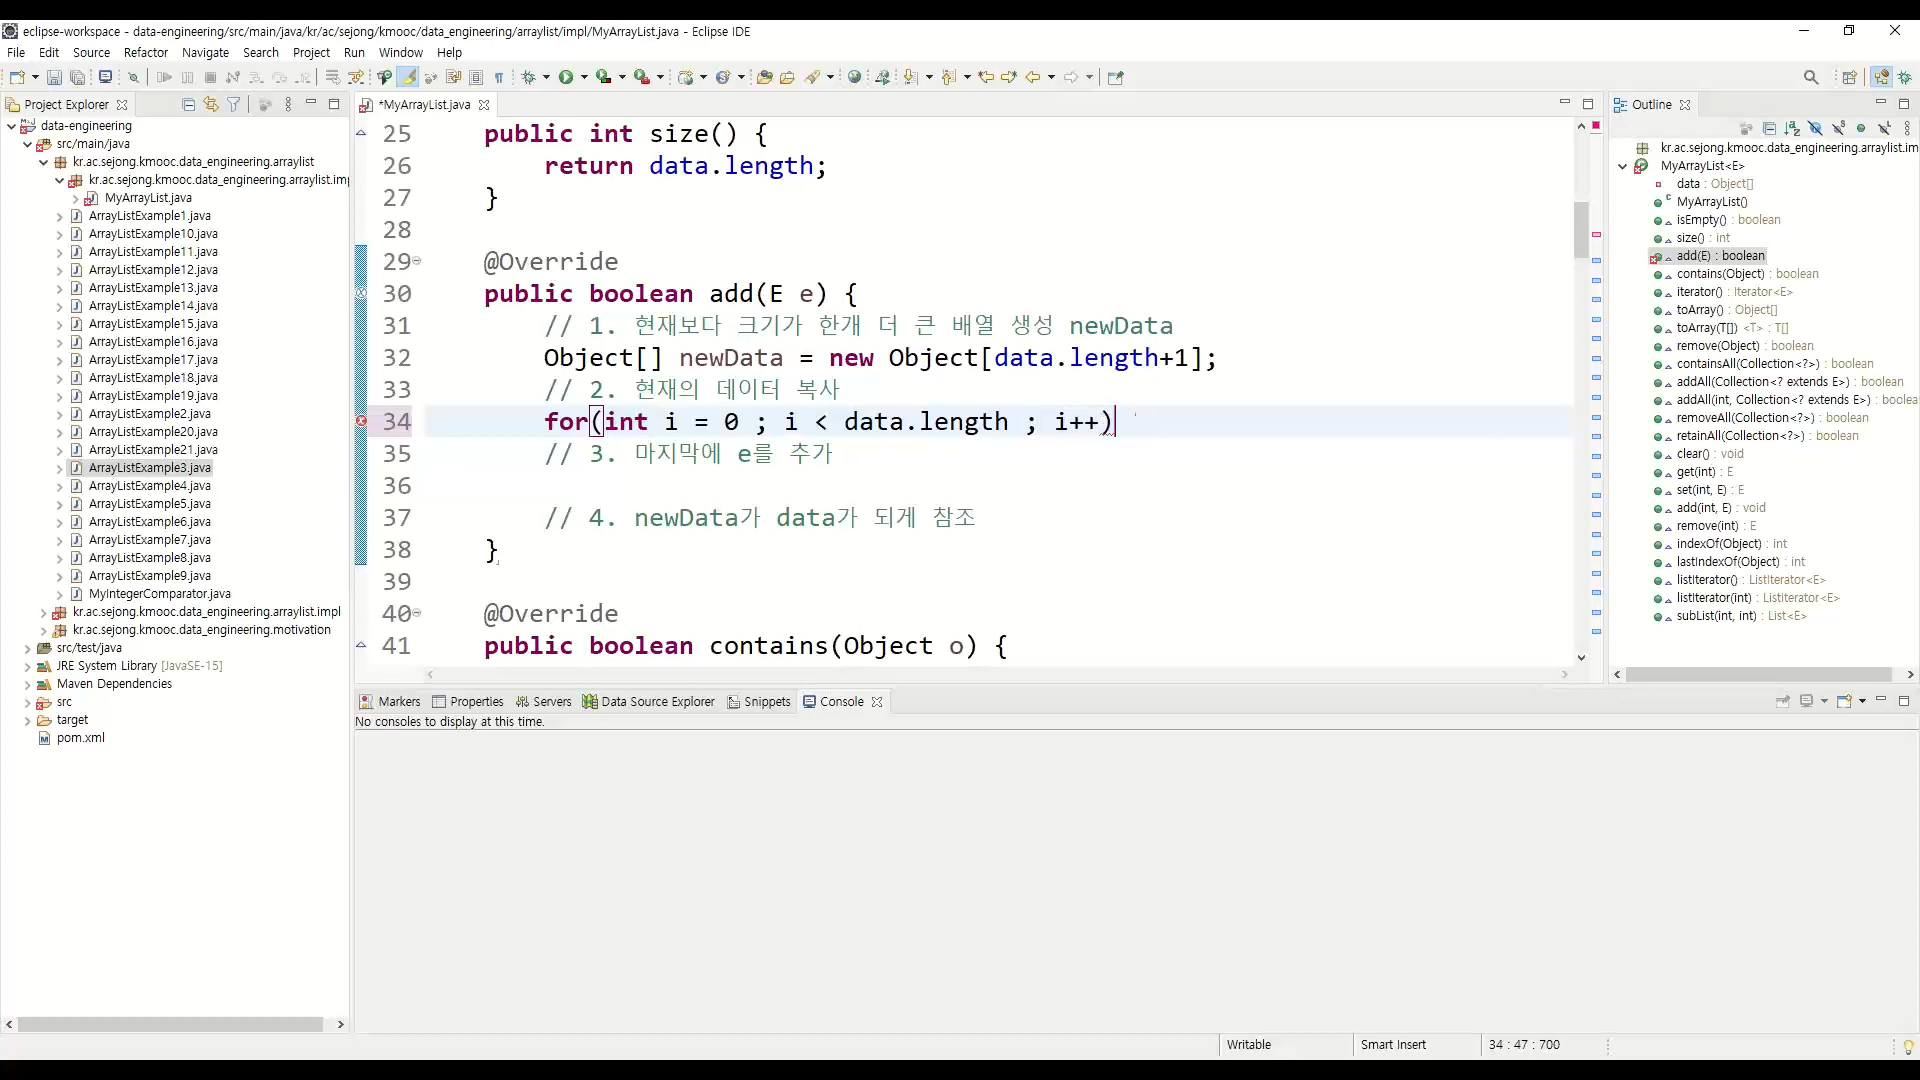 eclipse-workspace - data-engineering/src/main/java/kr/ac/sejong/kmooc/data_engineering/arraylist/impl/MyArrayList.java - Eclipse IDE
File Edit Source Refactor Navigate Search Project Run Window Help
Project Explorer
data-engineering
src/main/java
kr.ac.sejong.kmooc.data_engineering.arraylist
kr.ac.sejong.kmooc.data_engineering.arraylist.im
MyArrayList.java
ArrayListExample1.java
ArrayListExample10.java
ArrayListExample11.java
ArrayListExample12.java
ArrayListExample13.java
ArrayListExample14.java
ArrayListExample15.java
ArrayListExample16.java
ArrayListExample17.java
ArrayListExample18.java
ArrayListExample19.java
ArrayListExample2.java
ArrayListExample20.java
ArrayListExample21.java
ArrayListExample3.java
ArrayListExample4.java
ArrayListExample5.java
ArrayListExample6.java
ArrayListExample7.java
ArrayListExample8.java
ArrayListExample9.java
MyIntegerComparator.java
kr.ac.sejong.kmooc.data_engineering.arraylist.impl
kr.ac.sejong.kmooc.data_engineering.motivation
src/test/java
JRE System Library [JavaSE-15]
Maven Dependencies
src
target
pom.xml
*MyArrayList.java
25 public int size() {
26 return data.length;
27 }
28
29 @Override
30 public boolean add(E e) {
31 // 1. 현재보다 크기가 한개 더 큰 배열 생성 newData
32 Object[] newData = new Object[data.length+1];
33 // 2. 현재의 데이터 복사
34 for(int i = 0 ; i < data.length ; i++)
35 // 3. 마지막에 e를 추가
36
37 // 4. newData가 data가 되게 참조
38 }
39
40 @Override
41 public boolean contains(Object o) {
Outline
kr.ac.sejong.kmooc.data_engineering.arraylist.im
MyArrayList<E>
data : Object[]
MyArrayList()
isEmpty() : boolean
size() : int
add(E) : boolean
contains(Object) : boolean
iterator() : Iterator<E>
toArray() : Object[]
toArray(T[]) <T> : T[]
remove(Object) : boolean
containsAll(Collection<?>) : boolean
addAll(Collection<? extends E>) : boolean
addAll(int, Collection<? extends E>) : boolea
removeAll(Collection<?>) : boolean
retainAll(Collection<?>) : boolean
clear() : void
get(int) : E
set(int, E) : E
add(int, E) : void
remove(int) : E
indexOf(Object) : int
lastIndexOf(Object) : int
listIterator() : ListIterator<E>
listIterator(int) : ListIterator<E>
subList(int, int) : List<E>
Markers Properties Servers Data Source Explorer Snippets Console
No consoles to display at this time.
Writable Smart Insert 34 : 47 : 700